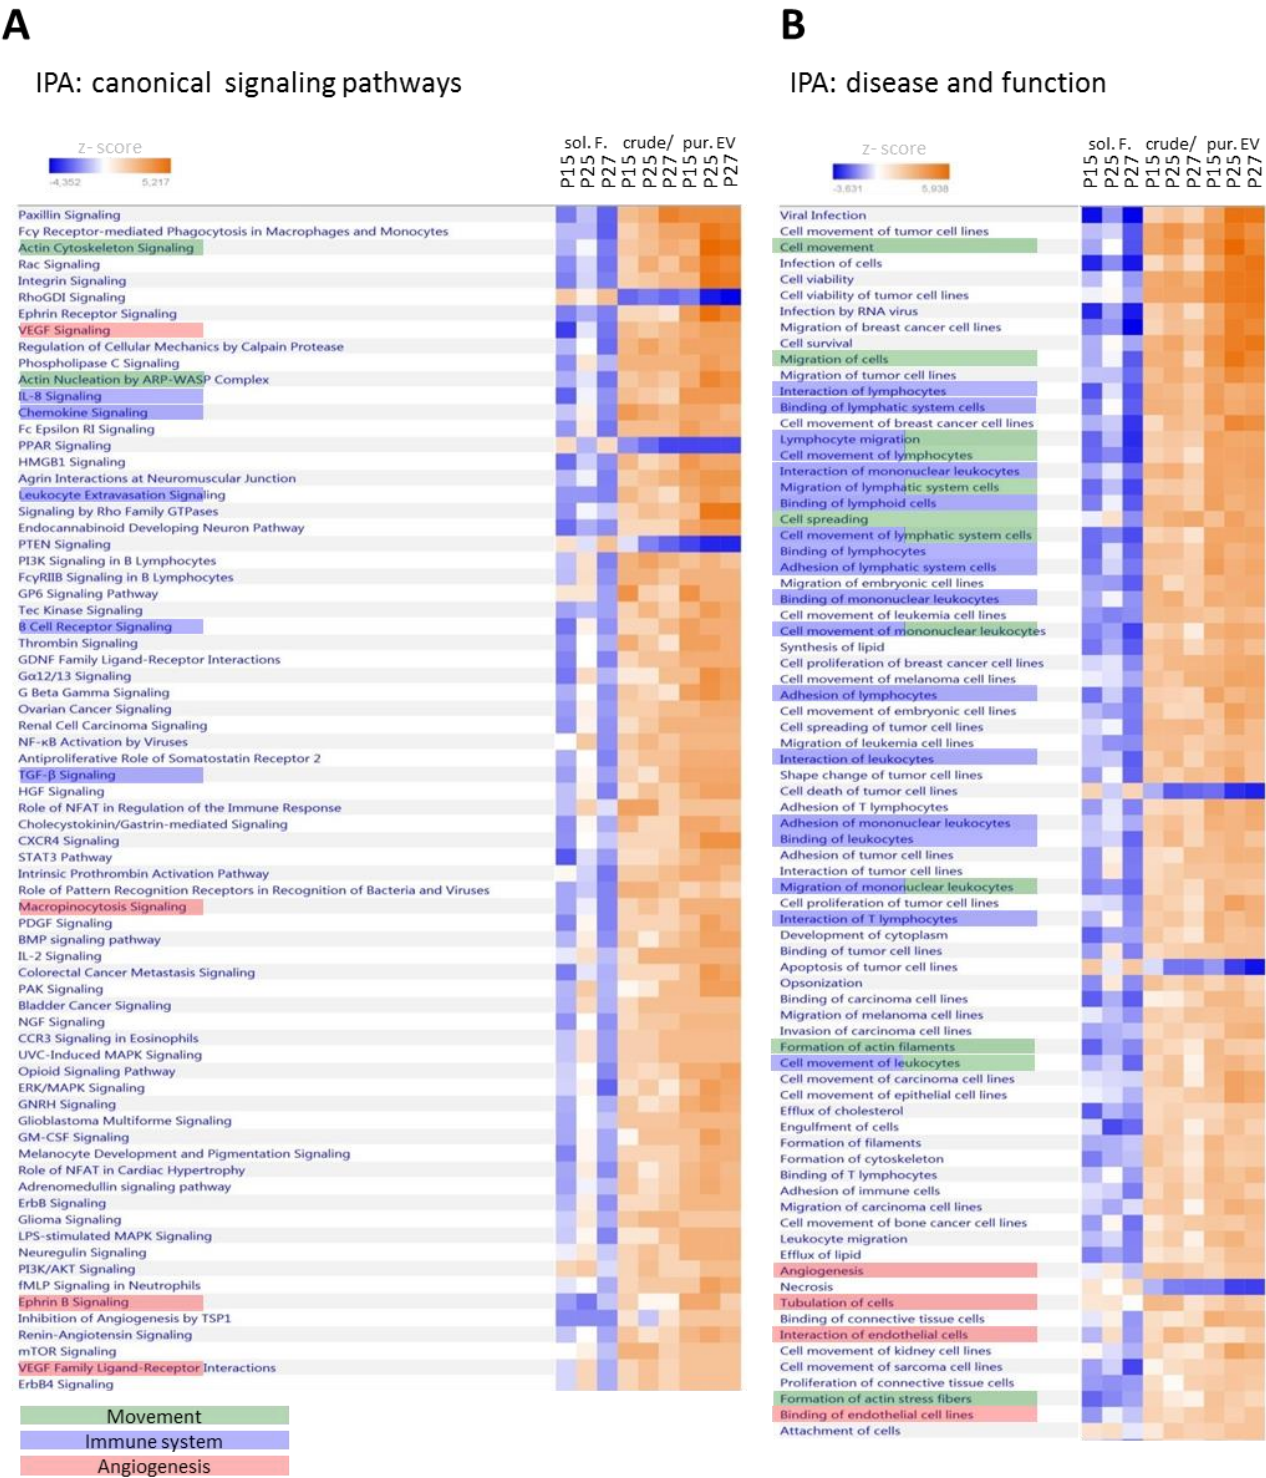 A
IPA: canonical signaling pathways
z- score
-4,352 5,217
sol. F. crude/ pur. EV
P15 P25 P27 P15 P25 P27 P15 P25 P27
Paxillin Signaling
Fcγ Receptor-mediated Phagocytosis in Macrophages and Monocytes
Actin Cytoskeleton Signaling
Rac Signaling
Integrin Signaling
RhoGDI Signaling
Ephrin Receptor Signaling
VEGF Signaling
Regulation of Cellular Mechanics by Calpain Protease
Phospholipase C Signaling
Actin Nucleation by ARP-WASP Complex
IL-8 Signaling
Chemokine Signaling
Fc Epsilon RI Signaling
PPAR Signaling
HMGB1 Signaling
Agrin Interactions at Neuromuscular Junction
Leukocyte Extravasation Signaling
Signaling by Rho Family GTPases
Endocannabinoid Developing Neuron Pathway
PTEN Signaling
PI3K Signaling in B Lymphocytes
FcγRIIB Signaling in B Lymphocytes
GP6 Signaling Pathway
Tec Kinase Signaling
B Cell Receptor Signaling
Thrombin Signaling
GDNF Family Ligand-Receptor Interactions
Gα12/13 Signaling
G Beta Gamma Signaling
Ovarian Cancer Signaling
Renal Cell Carcinoma Signaling
NF-κB Activation by Viruses
Antiproliferative Role of Somatostatin Receptor 2
TGF-β Signaling
HGF Signaling
Role of NFAT in Regulation of the Immune Response
Cholecystokinin/Gastrin-mediated Signaling
CXCR4 Signaling
STAT3 Pathway
Intrinsic Prothrombin Activation Pathway
Role of Pattern Recognition Receptors in Recognition of Bacteria and Viruses
Macropinocytosis Signaling
PDGF Signaling
BMP signaling pathway
IL-2 Signaling
Colorectal Cancer Metastasis Signaling
PAK Signaling
Bladder Cancer Signaling
NGF Signaling
CCR3 Signaling in Eosinophils
UVC-Induced MAPK Signaling
Opioid Signaling Pathway
ERK/MAPK Signaling
GNRH Signaling
Glioblastoma Multiforme Signaling
GM-CSF Signaling
Melanocyte Development and Pigmentation Signaling
Role of NFAT in Cardiac Hypertrophy
Adrenomedullin signaling pathway
ErbB Signaling
Glioma Signaling
LPS-stimulated MAPK Signaling
Neuregulin Signaling
PI3K/AKT Signaling
fMLP Signaling in Neutrophils
Ephrin B Signaling
Inhibition of Angiogenesis by TSP1
Renin-Angiotensin Signaling
mTOR Signaling
VEGF Family Ligand-Receptor Interactions
ErbB4 Signaling
Movement
Immune system
Angiogenesis
B
IPA: disease and function
z- score
-3,631 5,938
sol. F. crude/ pur. EV
P15 P25 P27 P15 P25 P27 P15 P25 P27
Viral Infection
Cell movement of tumor cell lines
Cell movement
Infection of cells
Cell viability
Cell viability of tumor cell lines
Infection by RNA virus
Migration of breast cancer cell lines
Cell survival
Migration of cells
Migration of tumor cell lines
Interaction of lymphocytes
Binding of lymphatic system cells
Cell movement of breast cancer cell lines
Lymphocyte migration
Cell movement of lymphocytes
Interaction of mononuclear leukocytes
Migration of lymphatic system cells
Binding of lymphoid cells
Cell spreading
Cell movement of lymphatic system cells
Binding of lymphocytes
Adhesion of lymphatic system cells
Migration of embryonic cell lines
Binding of mononuclear leukocytes
Cell movement of leukemia cell lines
Cell movement of mononuclear leukocytes
Synthesis of lipid
Cell proliferation of breast cancer cell lines
Cell movement of melanoma cell lines
Adhesion of lymphocytes
Cell movement of embryonic cell lines
Cell spreading of tumor cell lines
Migration of leukemia cell lines
Interaction of leukocytes
Shape change of tumor cell lines
Cell death of tumor cell lines
Adhesion of T lymphocytes
Adhesion of mononuclear leukocytes
Binding of leukocytes
Adhesion of tumor cell lines
Interaction of tumor cell lines
Migration of mononuclear leukocytes
Cell proliferation of tumor cell lines
Interaction of T lymphocytes
Development of cytoplasm
Binding of tumor cell lines
Apoptosis of tumor cell lines
Opsonization
Binding of carcinoma cell lines
Migration of melanoma cell lines
Invasion of carcinoma cell lines
Formation of actin filaments
Cell movement of leukocytes
Cell movement of carcinoma cell lines
Cell movement of epithelial cell lines
Efflux of cholesterol
Engulfment of cells
Formation of filaments
Formation of cytoskeleton
Binding of T lymphocytes
Adhesion of immune cells
Migration of carcinoma cell lines
Cell movement of bone cancer cell lines
Leukocyte migration
Efflux of lipid
Angiogenesis
Necrosis
Tubulation of cells
Binding of connective tissue cells
Interaction of endothelial cells
Cell movement of kidney cell lines
Cell movement of sarcoma cell lines
Proliferation of connective tissue cells
Formation of actin stress fibers
Binding of endothelial cell lines
Attachment of cells